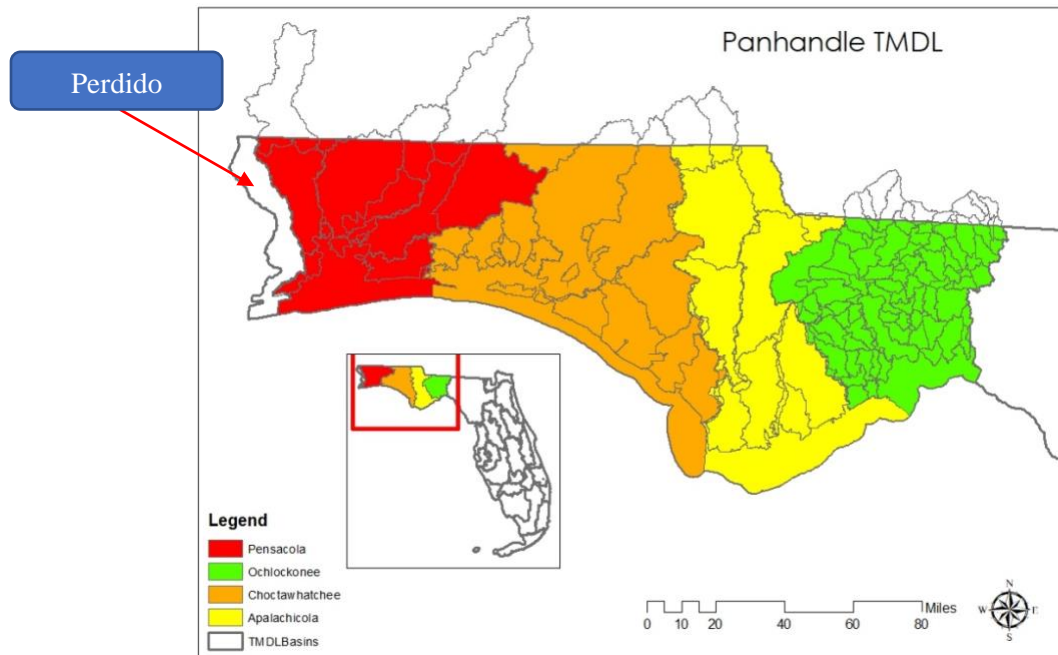 Panhandle TMDL
Perdido
Legend
Pensacola
Ochlockonee
Choctawhatchee
Apalachicola
TMDLBasins
Miles
0 10 20 40 60 80
N
W E
S